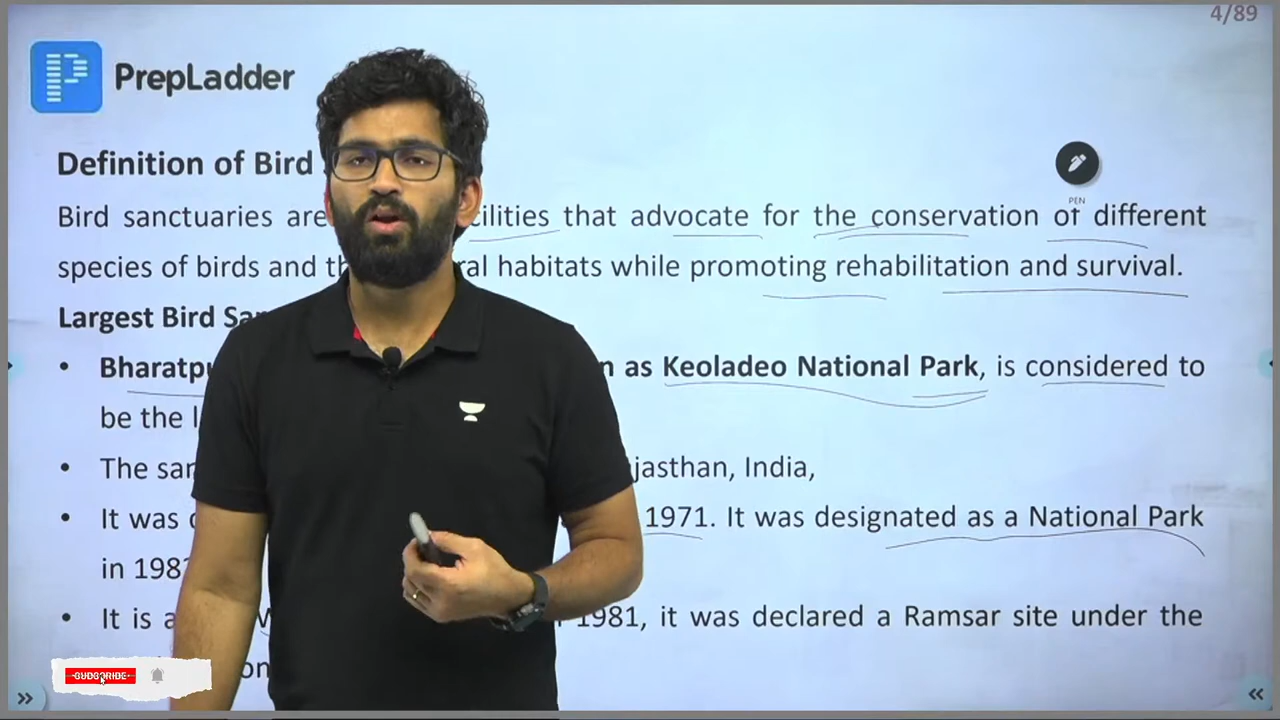 4/89
PrepLadder
Definition of Bird
PEN
Bird sanctuaries are cilities that advocate for the conservation of different
species of birds and th ral habitats while promoting rehabilitation and survival.
Largest Bird Sa
• Bharatpu n as Keoladeo National Park, is considered to
be the l
• The san jasthan, India,
• It was 1971. It was designated as a National Park
in 198
• It is a 1981, it was declared a Ramsar site under the
on
SUBSCRIBE